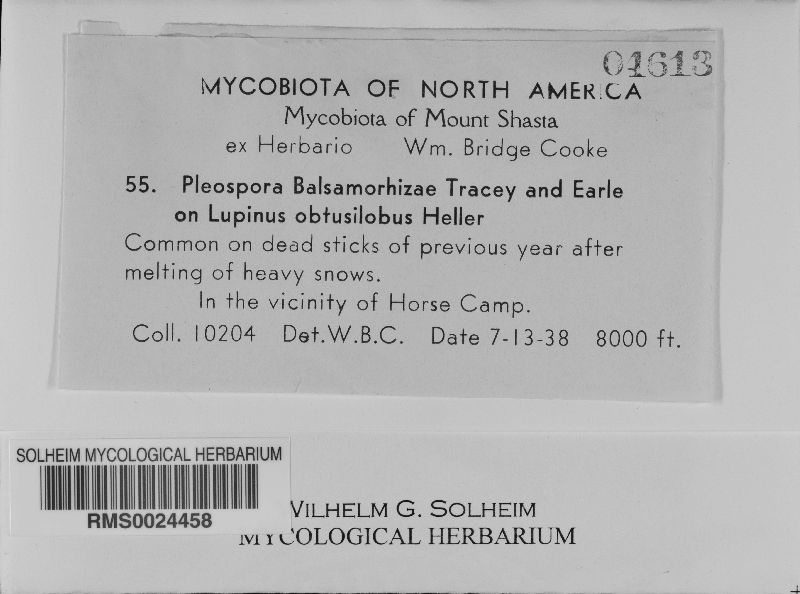 04613
MYCOBIOTA OF NORTH AMERICA
Mycobiota of Mount Shasta
ex Herbario Wm. Bridge Cooke
55. Pleospora Balsamorhizae Tracey and Earle
on Lupinus obtusilobus Heller
Common on dead sticks of previous year after
melting of heavy snows.
In the vicinity of Horse Camp.
Coll. 10204 Det.W.B.C. Date 7-13-38 8000 ft.
SOLHEIM MYCOLOGICAL HERBARIUM
RMS0024458
WILHELM G. SOLHEIM
MYCOLOGICAL HERBARIUM